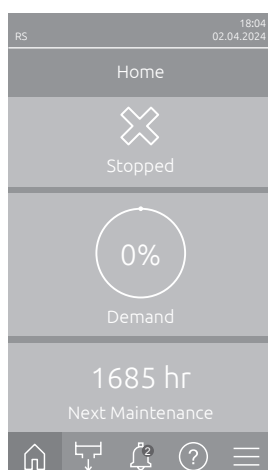 18:04
RS 02.04.2024
Home
Stopped
0%
Demand
1685 hr
Next Maintenance
2
?